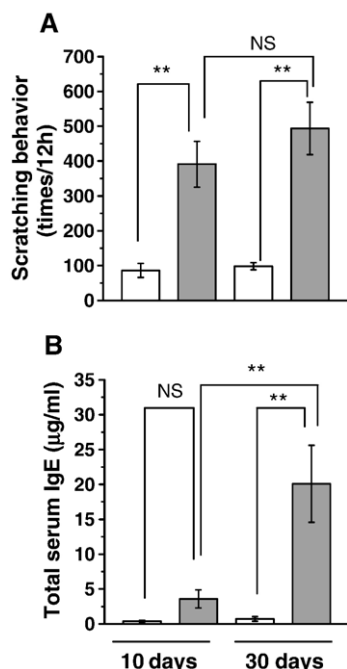 A
NS
**
**
700
600
500
400
300
200
100
0
Scratching behavior
(times/12h)
B
**
NS
**
35
30
25
20
15
10
5
0
Total serum IgE (µg/ml)
10 days
30 days